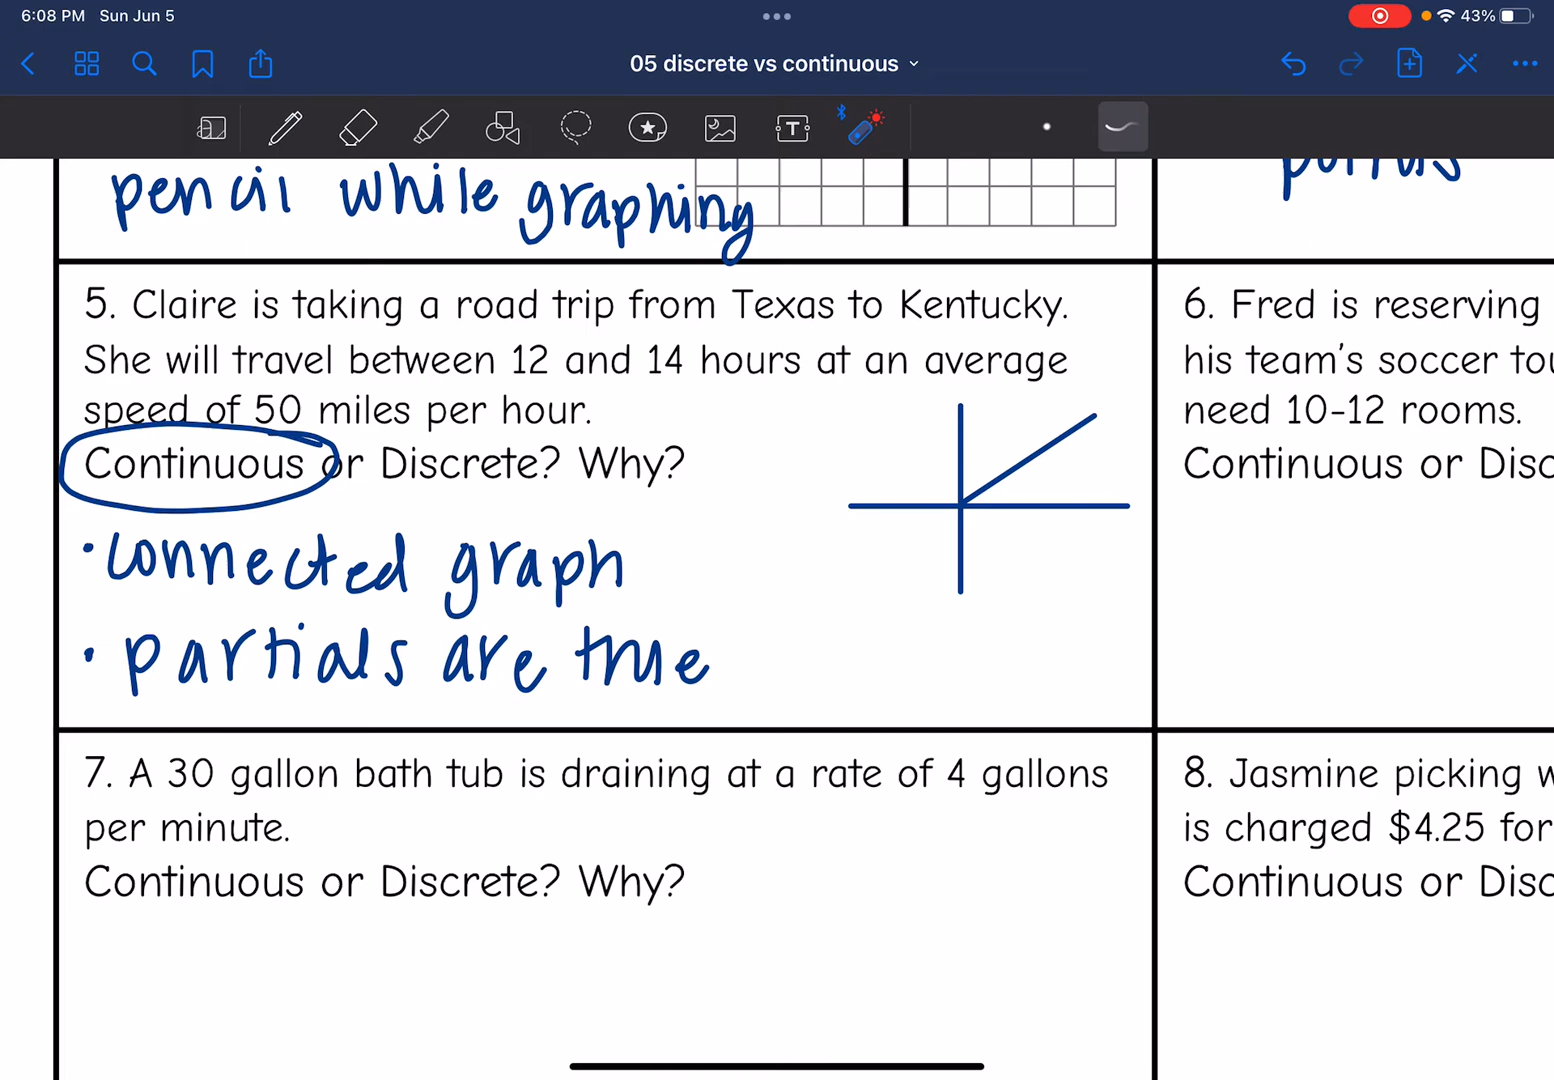 6:08 PM Sun Jun 5
43%
05 discrete vs continuous
T
pencil while graphing
5. Claire is taking a road trip from Texas to Kentucky.
She will travel between 12 and 14 hours at an average
speed of 50 miles per hour.
Continuous or Discrete? Why?
• connected graph
• partials are true
6. Fred is reserving
his team's soccer tou
need 10-12 rooms.
Continuous or Disc
7. A 30 gallon bath tub is draining at a rate of 4 gallons
per minute.
Continuous or Discrete? Why?
8. Jasmine picking w
is charged $4.25 for
Continuous or Disc